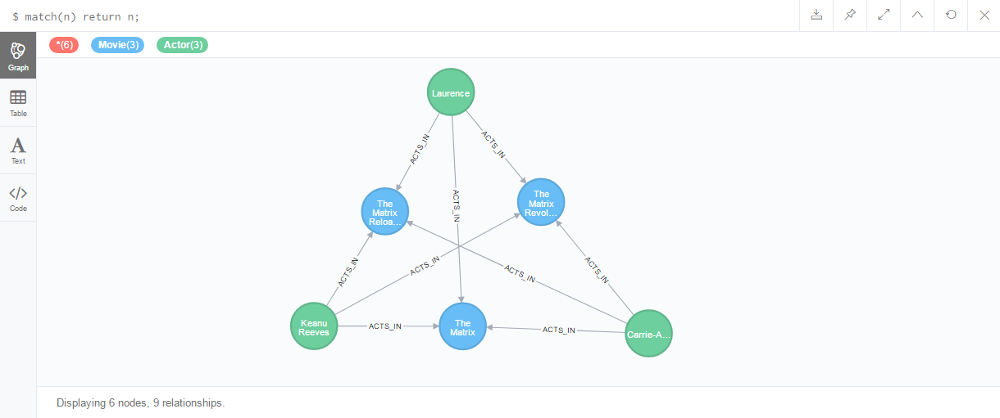 $ match(n) return n;
*(6) Movie(3) Actor(3)
Graph
Table
Text
Code
Laurence
ACTS_IN
ACTS_IN
ACTS_IN
The
Matrix
Reloa...
The
Matrix
Revol...
ACTS_IN
ACTS_IN
ACTS_IN
ACTS_IN
Keanu
Reeves
ACTS_IN
The
Matrix
ACTS_IN
Carrie-A...
Displaying 6 nodes, 9 relationships.